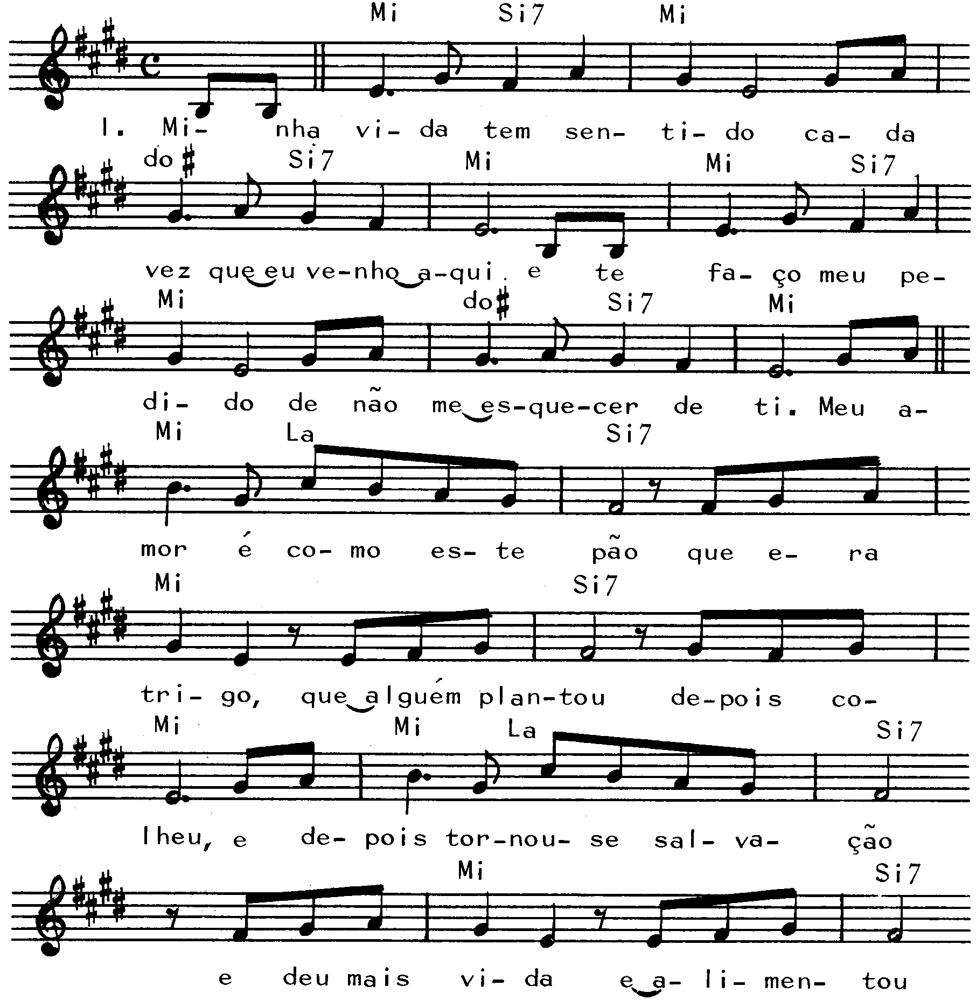 Mi Si7 Mi
1. Mi- nha vi- da tem sen- ti- do ca- da
do# Si7 Mi Mi Si7
vez que eu ve-nho a-qui e te fa- ço meu pe-
Mi do# Si7 Mi
di- do de não me es-que-cer de ti. Meu a-
Mi La Si7
mor é co- mo es- te pão que e- ra
Mi Si7
tri- go, que alguém plan-tou de-pois co-
Mi Mi La Si7
lheu, e de- pois tor-nou- se sal- va- ção
Mi Si7
e deu mais vi- da e a- li- men- tou